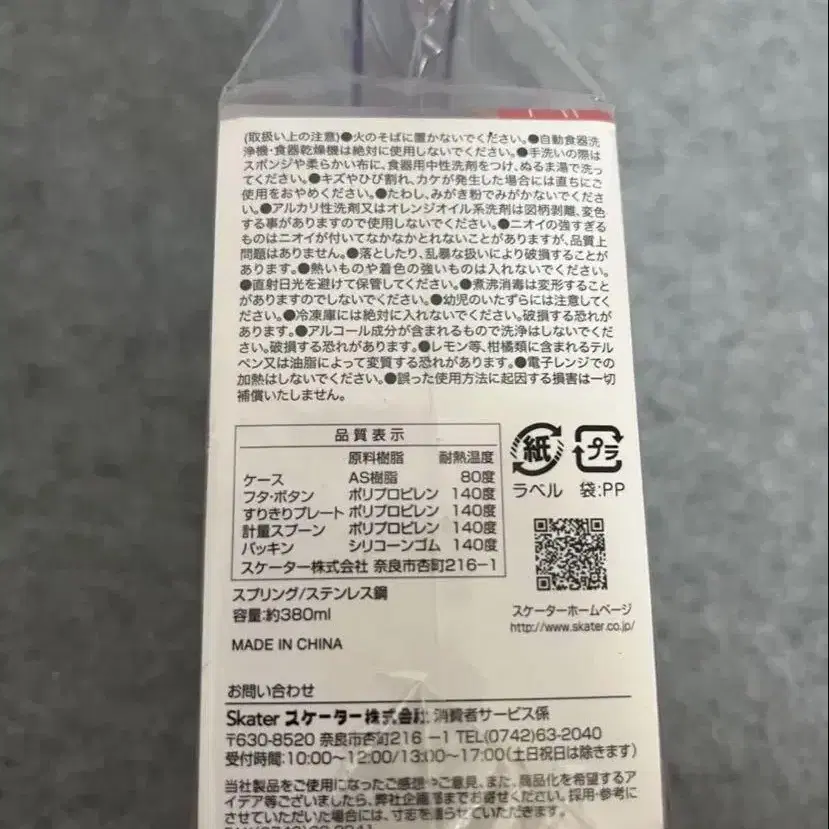 (取扱い上の注意)●火のそばに置かないでください。●自動食器洗
浄機・食器乾燥機は絶対に使用しないでください。●手洗いの際は
スポンジや柔らかい布に、食器用中性洗剤をつけ、ぬるま湯で洗っ
てください。●キズやひび割れ、カケが発生した場合には直ちにご
使用をおやめください。●たわし、みがき粉でみがかないでくださ
い。●アルカリ性洗剤又はオレンジオイル系洗剤は図柄剥離、変色
する事がありますので使用しないでください。●ニオイの強すぎる
ものはニオイが付いてなかなかとれないことがありますが、品質上
問題はありません。●落としたり、乱暴な扱いにより破損することが
あります。●熱いものや着色の強いものは入れないでください。
●直射日光を避けて保管してください。●煮沸消毒は変形すること
がありますのでしないでください。●幼児のいたずらには注意してく
ださい。●冷凍庫には絶対に入れないでください。破損する恐れが
あります。●アルコール成分が含まれるもので洗浄はしないでくだ
さい。破損する恐れがあります。●レモン等、柑橘類に含まれるテル
ペン又は油脂によって変質する恐れがあります。●電子レンジでの
加熱はしないでください。●誤った使用方法に起因する損害は一切
補償いたしません。
品質表示
原料樹脂 耐熱温度
ケース AS樹脂 80度
フタ・ボタン ポリプロピレン 140度
すりきりプレート ポリプロピレン 140度
計量スプーン ポリプロピレン 140度
パッキン シリコーンゴム 140度
スケーター株式会社 奈良市杏町216-1
紙 プラ
ラベル 袋:PP
スプリング/ステンレス鋼
容量:約380ml
MADE IN CHINA
スケーターホームページ
http://www.skater.co.jp/
お問い合わせ
Skater スケーター株式会社 消費者サービス係
〒630-8520 奈良市杏町216-1 TEL(0742)63-2040
受付時間:10:00~12:00/13:00~17:00(土日祝日は除きます)
当社製品をご使用になったご感想やご意見、また、商品化を希望するア
イデア等ございましたら、弊社企画部までお寄せください。採用・参考に
させていただいた場合には、寸志を贈らせていただきます。